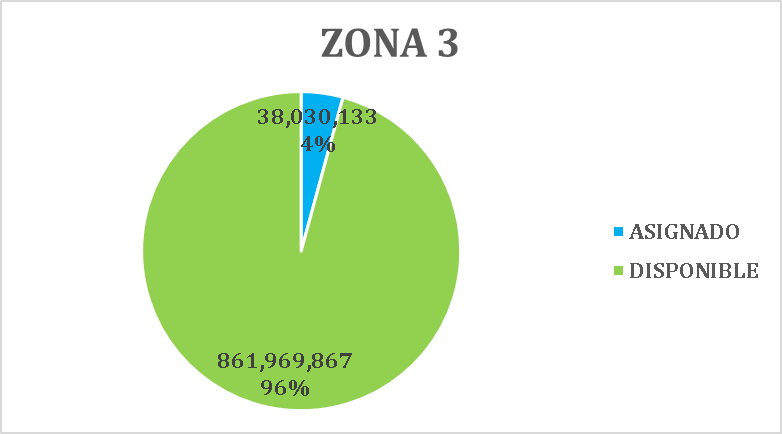 ZONA 3
38,030,133
4%
ASIGNADO
DISPONIBLE
861,969,867
96%